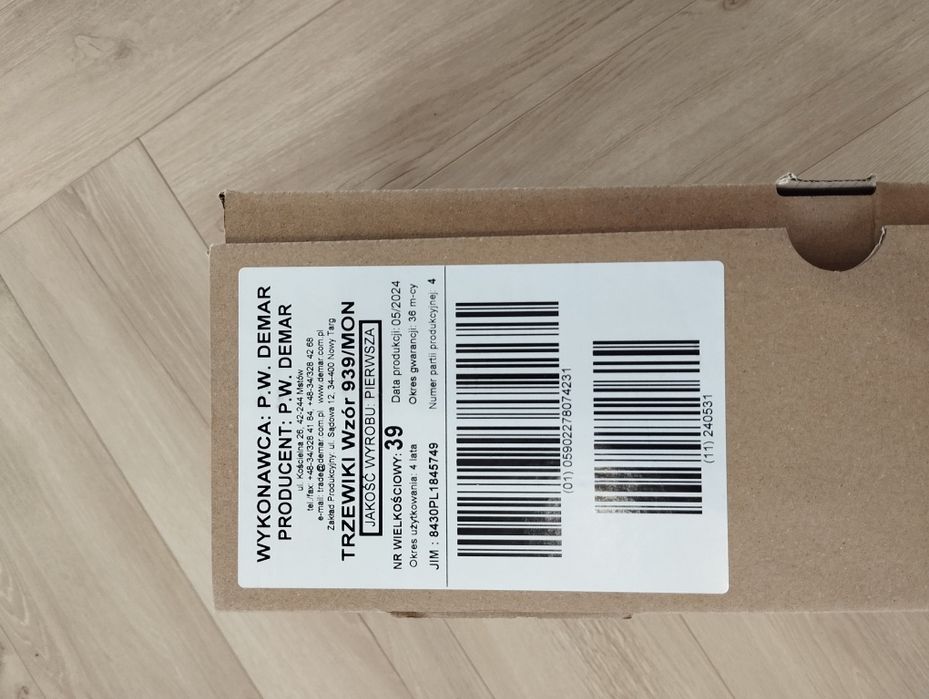 WYKONAWCA: P.W. DEMAR
PRODUCENT: P.W. DEMAR
ul. Kościelna 26, 42-244 Mstów
tel./fax: +48-34/328 41 84, +48-34/328 42 68
e-mail: trade@demar.com.pl www.demar.com.pl
Zakład Produkcyjny: ul. Sądowa 12, 34-400 Nowy Targ
TRZEWIKI Wzór 939/MON
JAKOŚĆ WYROBU: PIERWSZA
NR WIELKOŚCIOWY: 39 Data produkcji: 05/2024
Okres użytkowania: 4 lata Okres gwarancji: 36 m-cy
JIM : 8430PL1845749 Numer partii produkcyjnej: 4
(01) 05902278074231
(11) 240531